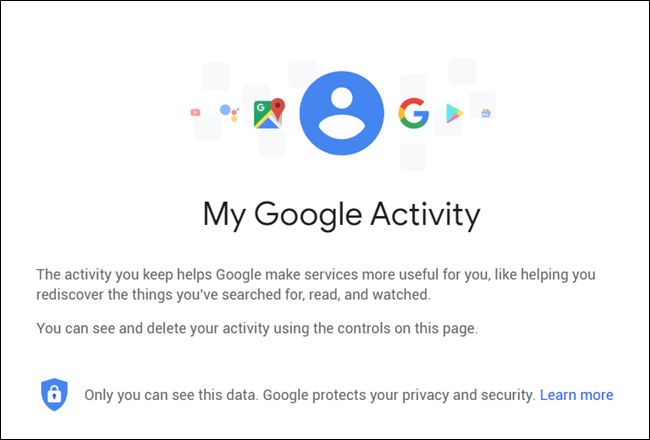 My Google Activity
The activity you keep helps Google make services more useful for you, like helping you
rediscover the things you've searched for, read, and watched.
You can see and delete your activity using the controls on this page.
Only you can see this data. Google protects your privacy and security. Learn more